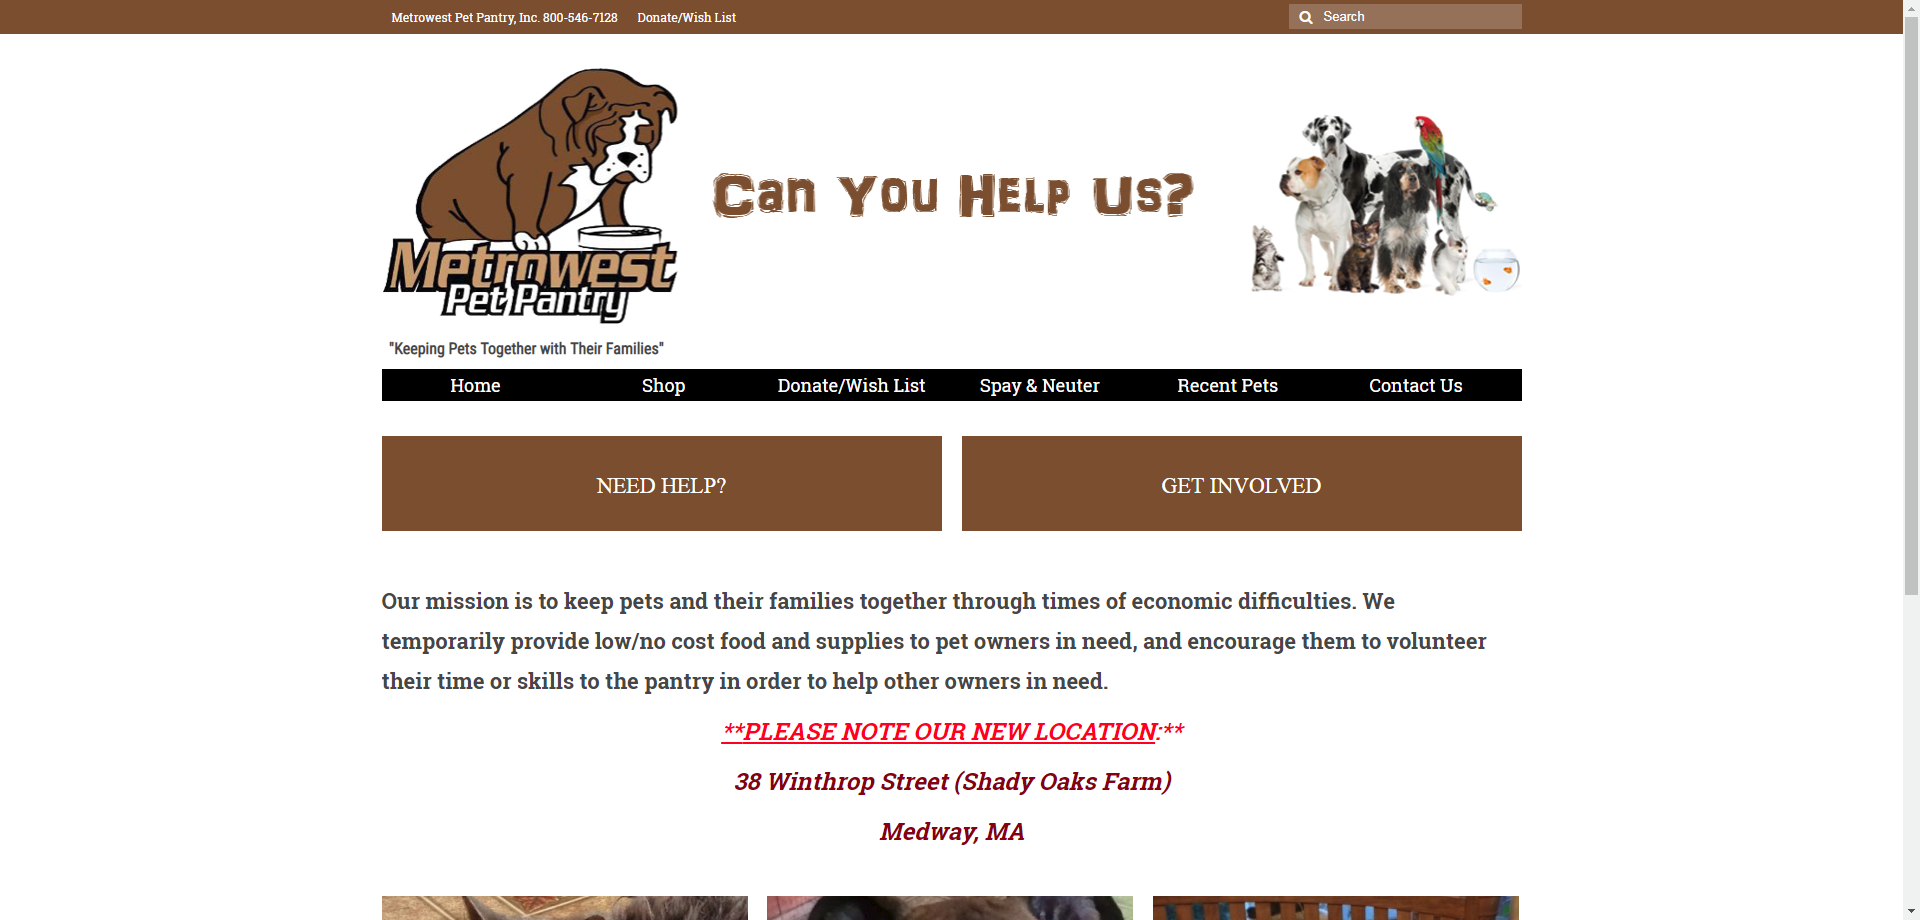 Metrowest Pet Pantry, Inc. 800-546-7128 Donate/Wish List Search
Can You Help Us?
Metrowest
Pet Pantry
"Keeping Pets Together with Their Families"
Home Shop Donate/Wish List Spay & Neuter Recent Pets Contact Us
NEED HELP? GET INVOLVED
Our mission is to keep pets and their families together through times of economic difficulties. We
temporarily provide low/no cost food and supplies to pet owners in need, and encourage them to volunteer
their time or skills to the pantry in order to help other owners in need.
**PLEASE NOTE OUR NEW LOCATION:**
38 Winthrop Street (Shady Oaks Farm)
Medway, MA